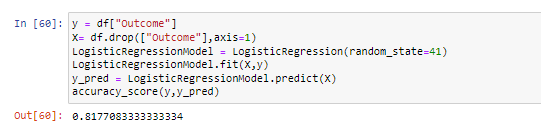 In [60]: y = df["Outcome"]
X= df.drop(["Outcome"],axis=1)
LogisticRegressionModel = LogisticRegression(random_state=41)
LogisticRegressionModel.fit(X,y)
y_pred = LogisticRegressionModel.predict(X)
accuracy_score(y,y_pred)
Out[60]: 0.8177083333333334